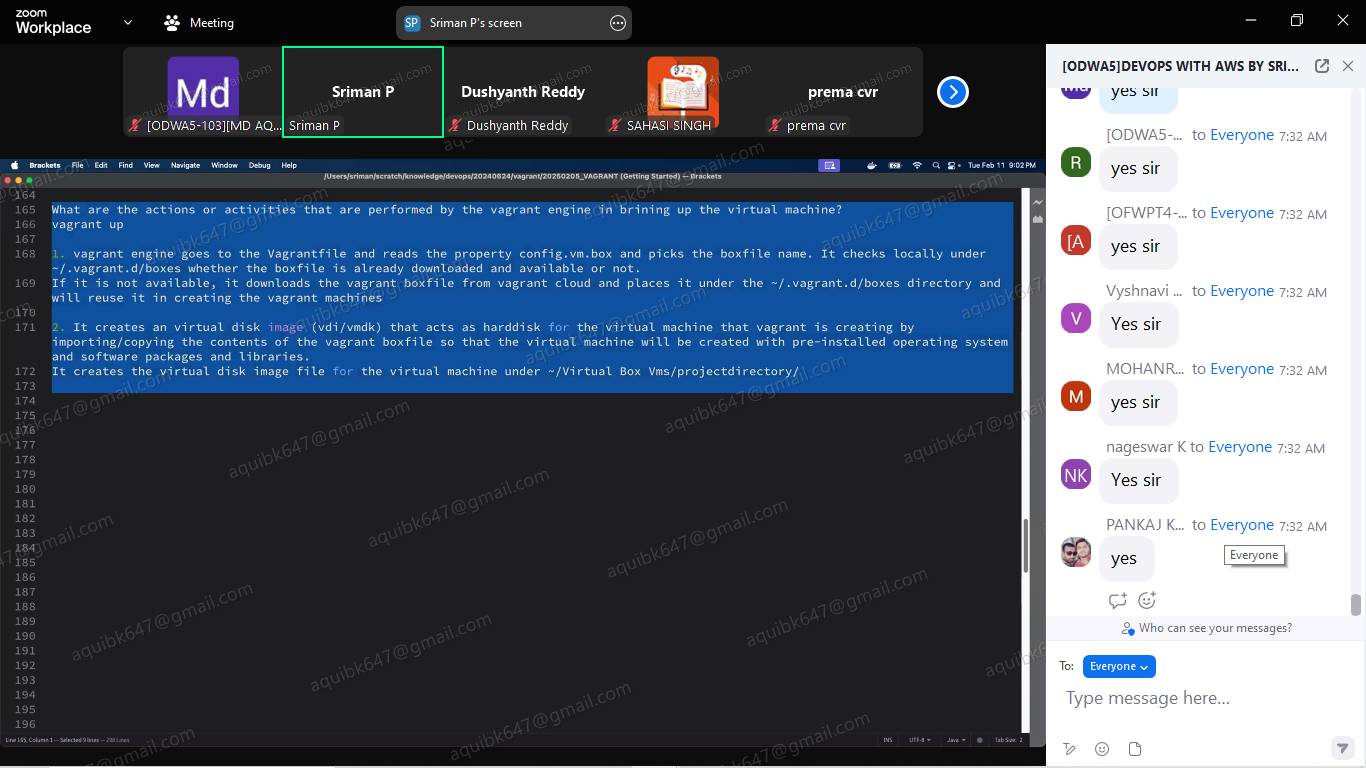 zoom
Workplace
Meeting
SP Sriman P's screen
Md
[ODWA5-103][MD AQ...
Sriman P
Sriman P
Dushyanth Reddy
Dushyanth Reddy
SAHASI SINGH
prema cvr
prema cvr
Brackets File Edit Find View Navigate Window Debug Help
Tue Feb 11 9:02 PM
/Users/sriman/scratch/knowledge/devops/20240624/vagrant/20250205_VAGRANT (Getting Started) — Brackets
164
165 What are the actions or activities that are performed by the vagrant engine in brining up the virtual machine?
166 vagrant up
167
168 1. vagrant engine goes to the Vagrantfile and reads the property config.vm.box and picks the boxfile name. It checks locally under
~/.vagrant.d/boxes whether the boxfile is already downloaded and available or not.
169 If it is not available, it downloads the vagrant boxfile from vagrant cloud and places it under the ~/.vagrant.d/boxes directory and
will reuse it in creating the vagrant machines
170
171 2. It creates an virtual disk image (vdi/vmdk) that acts as harddisk for the virtual machine that vagrant is creating by
importing/copying the contents of the vagrant boxfile so that the virtual machine will be created with pre-installed operating system
and software packages and libraries.
172 It creates the virtual disk image file for the virtual machine under ~/Virtual Box Vms/projectdirectory/
173
174
175
176
177
178
179
180
181
182
183
184
185
186
187
188
189
190
191
192
193
194
195
196
Line 165, Column 1 — Selected 9 lines — 298 Lines
INS UTF-8 Java Tab Size: 2
aquibk647@gmail.com
[ODWA5]DEVOPS WITH AWS BY SRI...
yes sir
[ODWA5-... to Everyone 7:32 AM
R
yes sir
[OFWPT4-... to Everyone 7:32 AM
[A
yes sir
Vyshnavi ... to Everyone 7:32 AM
V
Yes sir
MOHANR... to Everyone 7:32 AM
M
yes sir
nageswar K to Everyone 7:32 AM
NK
Yes sir
PANKAJ K... to Everyone 7:32 AM
yes
Everyone
Who can see your messages?
To: Everyone
Type message here...